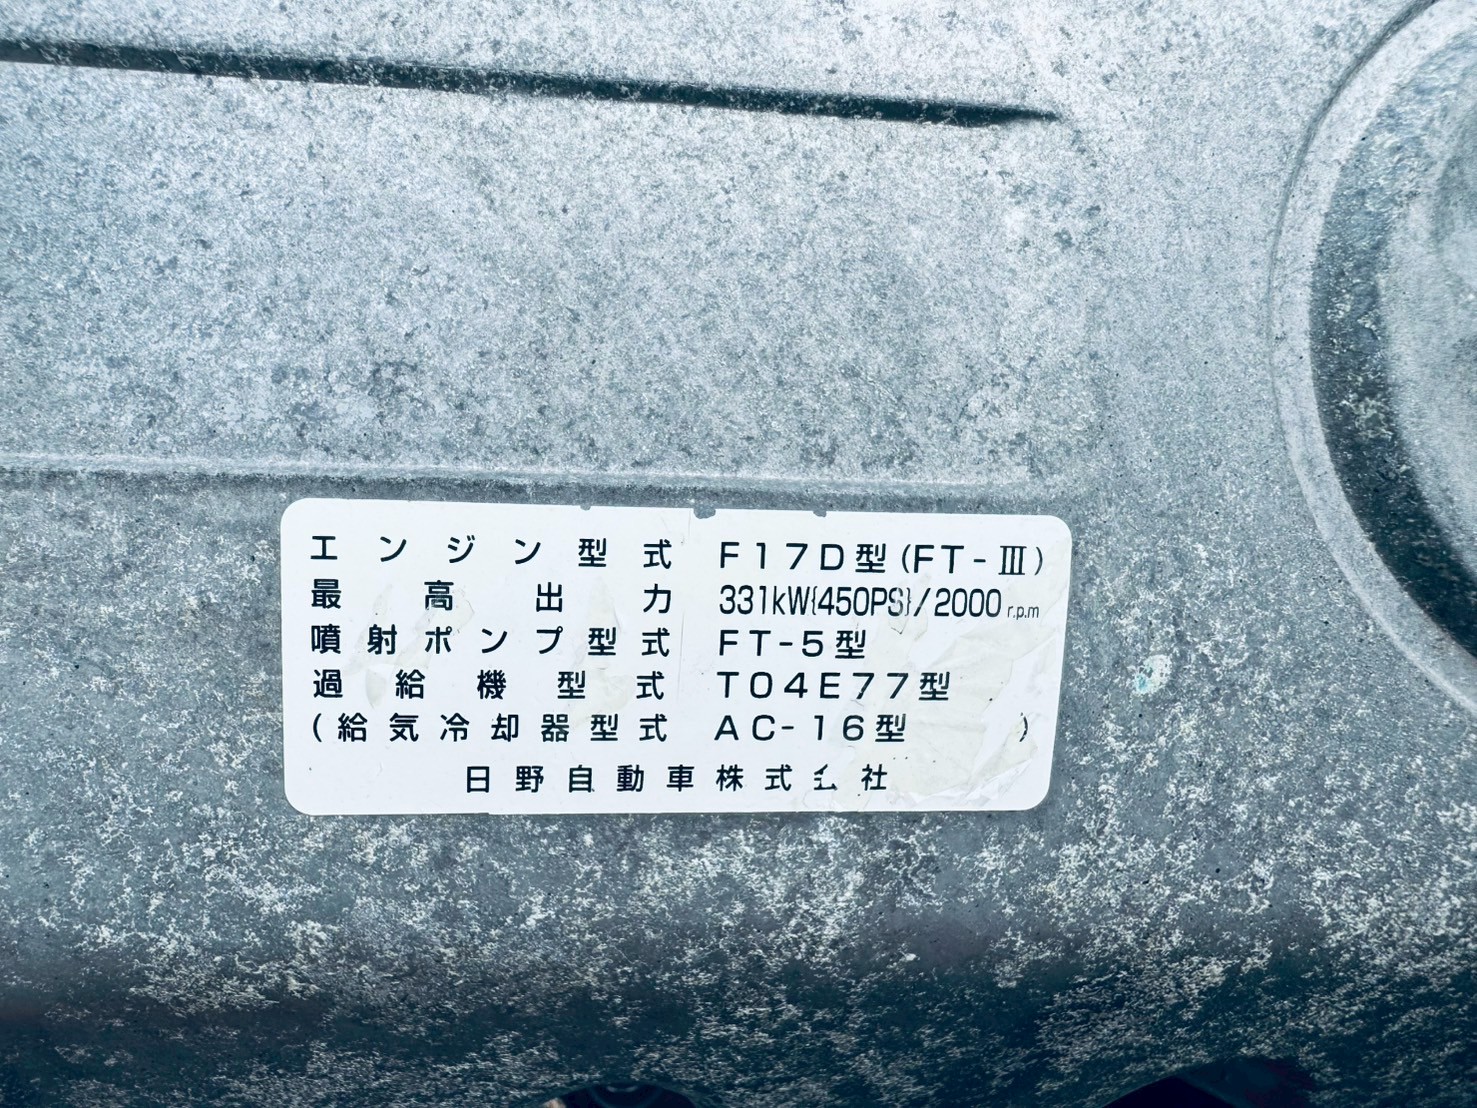 エンジン型式 F17D型(FT-Ⅲ)
最高出力 331kW{450PS}/2000r.p.m
噴射ポンプ型式 FT-5型
過給機型式 T04E77型
(給気冷却器型式 AC-16型 )
日野自動車株式会社